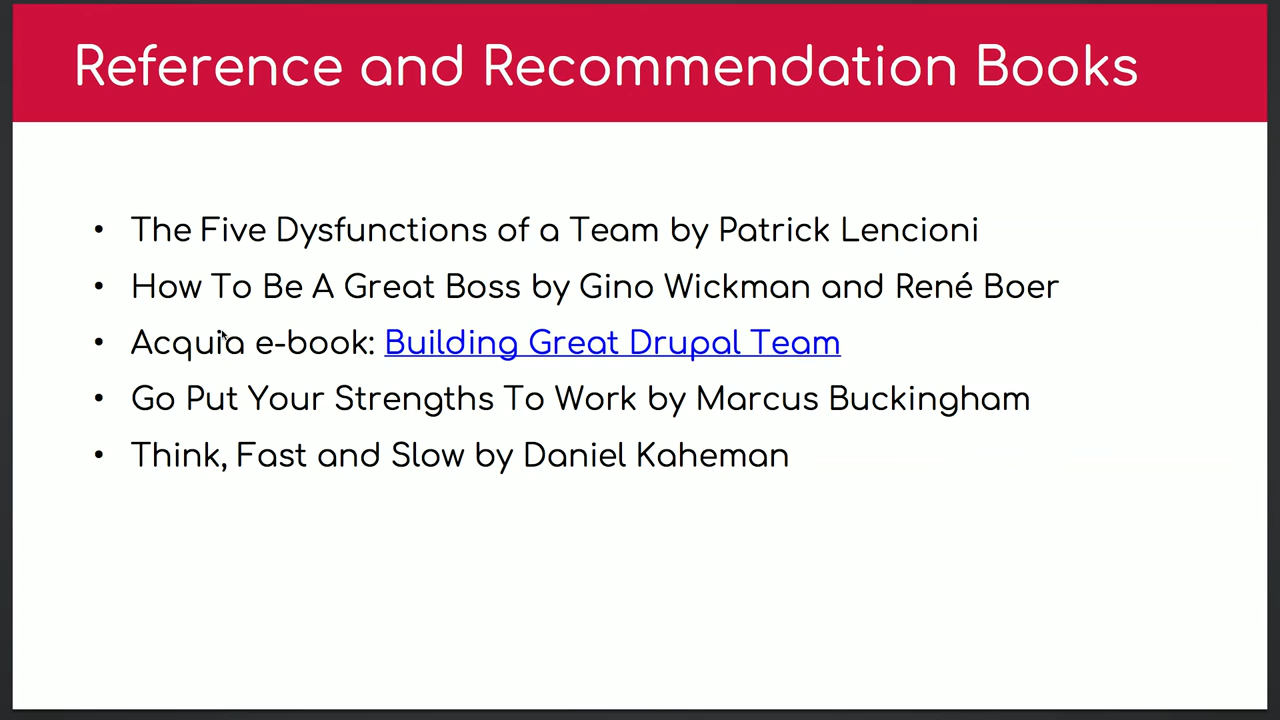 Reference and Recommendation Books
• The Five Dysfunctions of a Team by Patrick Lencioni
• How To Be A Great Boss by Gino Wickman and René Boer
• Acquia e-book: Building Great Drupal Team
• Go Put Your Strengths To Work by Marcus Buckingham
• Think, Fast and Slow by Daniel Kaheman